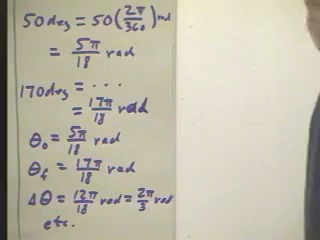 50 deg = 50(2π/360) rad
= 5π/18 rad
170 deg = . . .
= 17π/18 rad
θ₀ = 5π/18 rad
θf = 17π/18 rad
Δθ = 12π/18 rad = 2π/3 rad
etc.